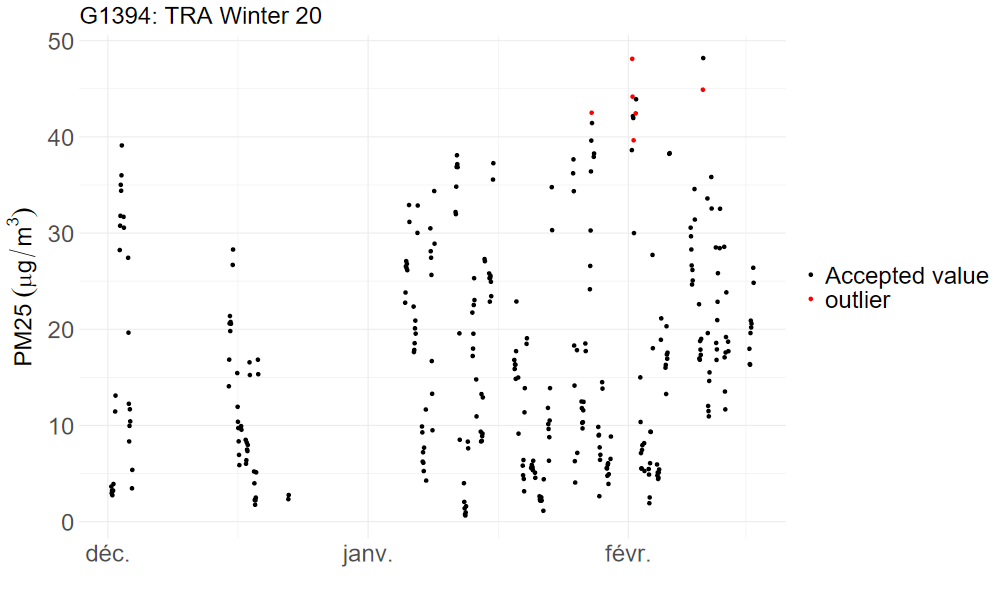 G1394: TRA Winter 20
50
40
30
20
10
0
PM25 (μg/m³)
déc.
janv.
févr.
Accepted value
outlier